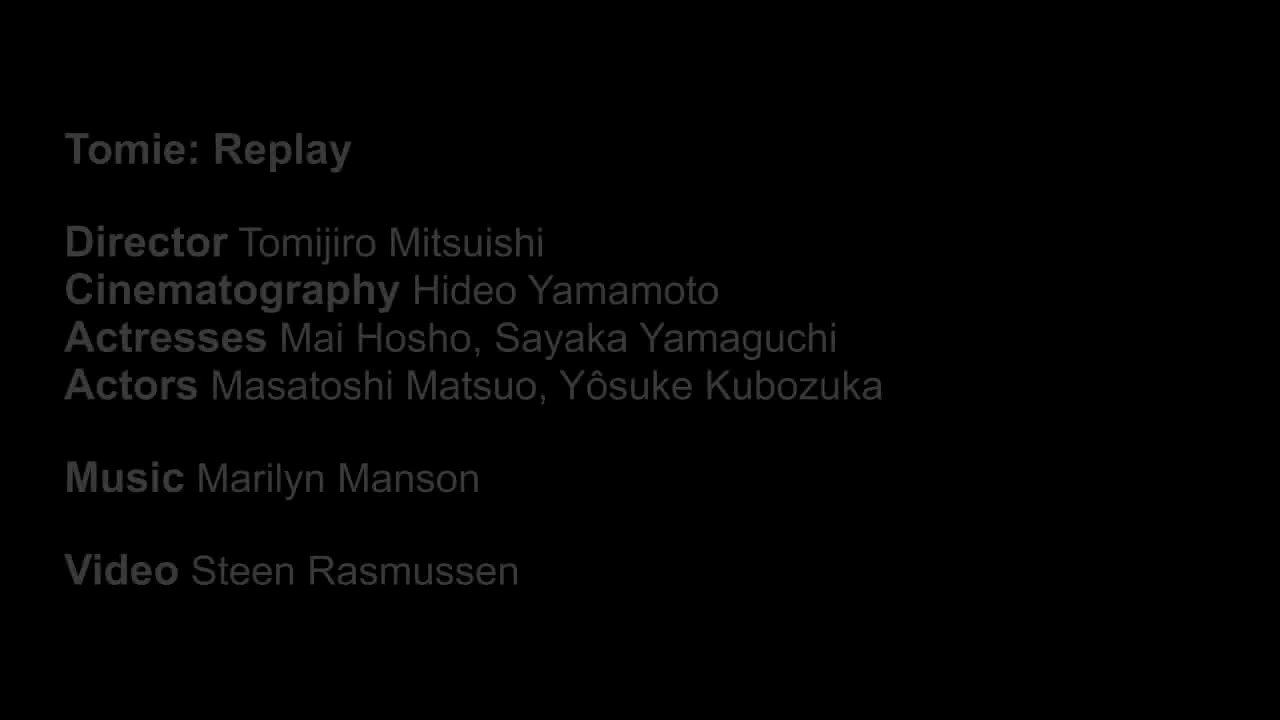 Tomie: Replay
Director Tomijiro Mitsuishi
Cinematography Hideo Yamamoto
Actresses Mai Hosho, Sayaka Yamaguchi
Actors Masatoshi Matsuo, Yôsuke Kubozuka
Music Marilyn Manson
Video Steen Rasmussen